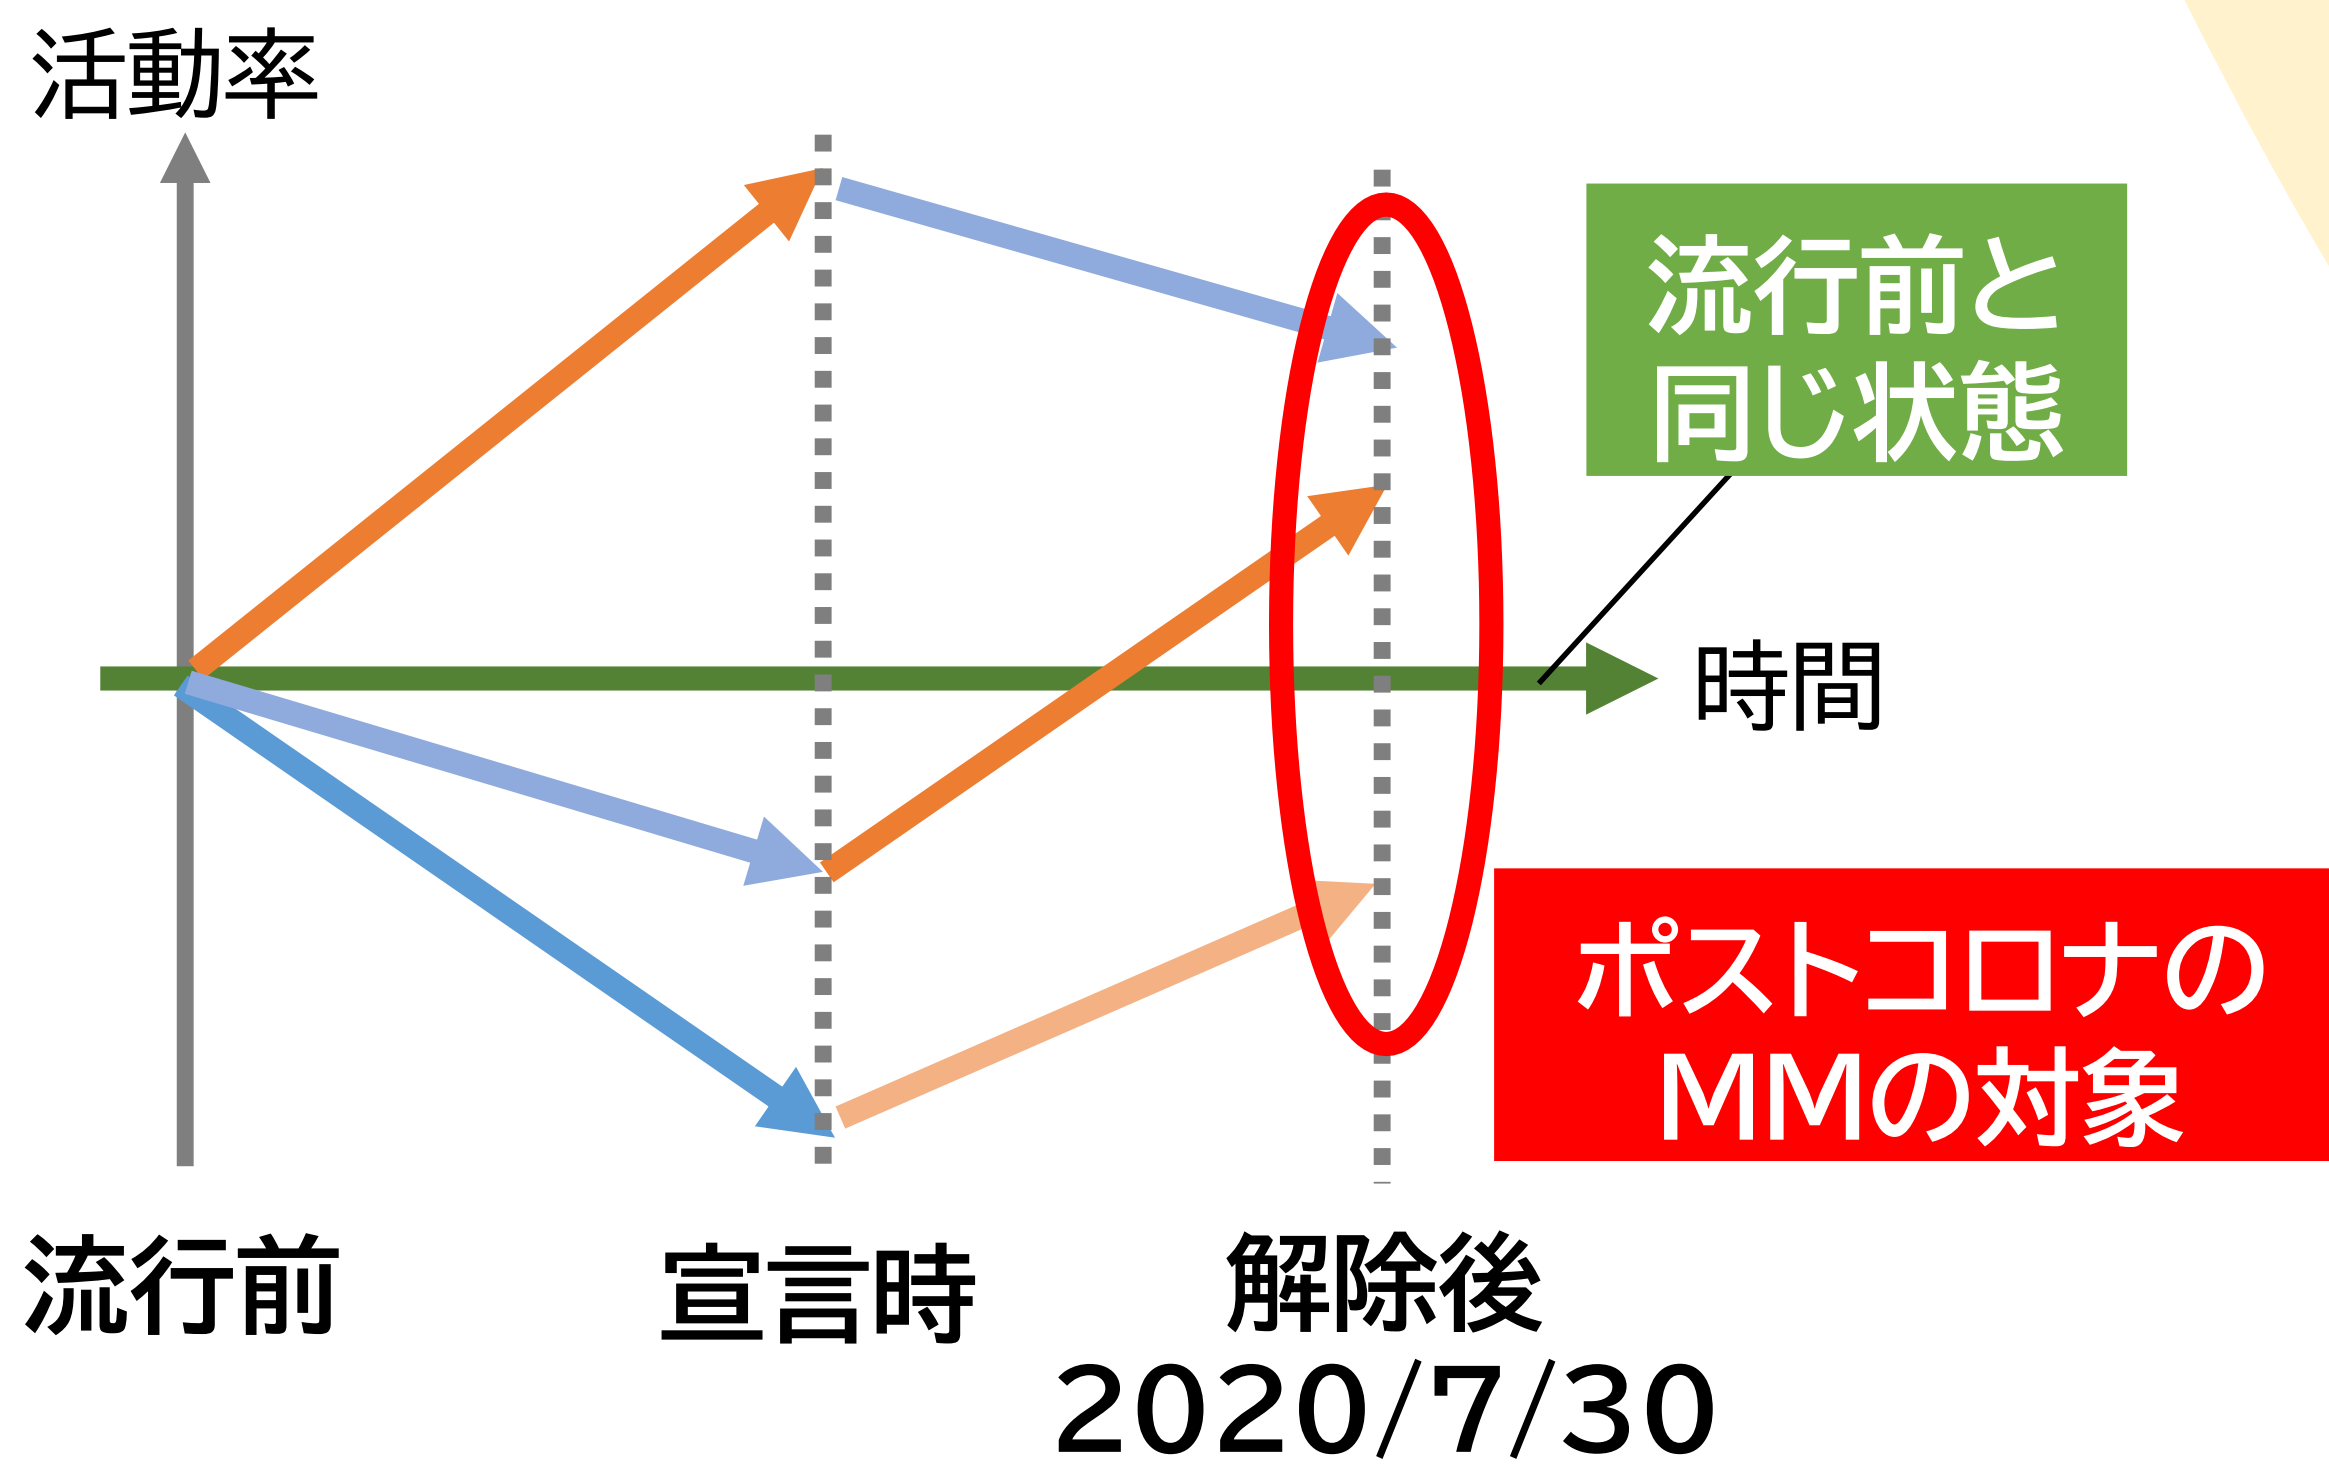 活動率
流行前と
同じ状態
時間
ポストコロナの
MMの対象
流行前
宣言時
解除後
2020/7/30